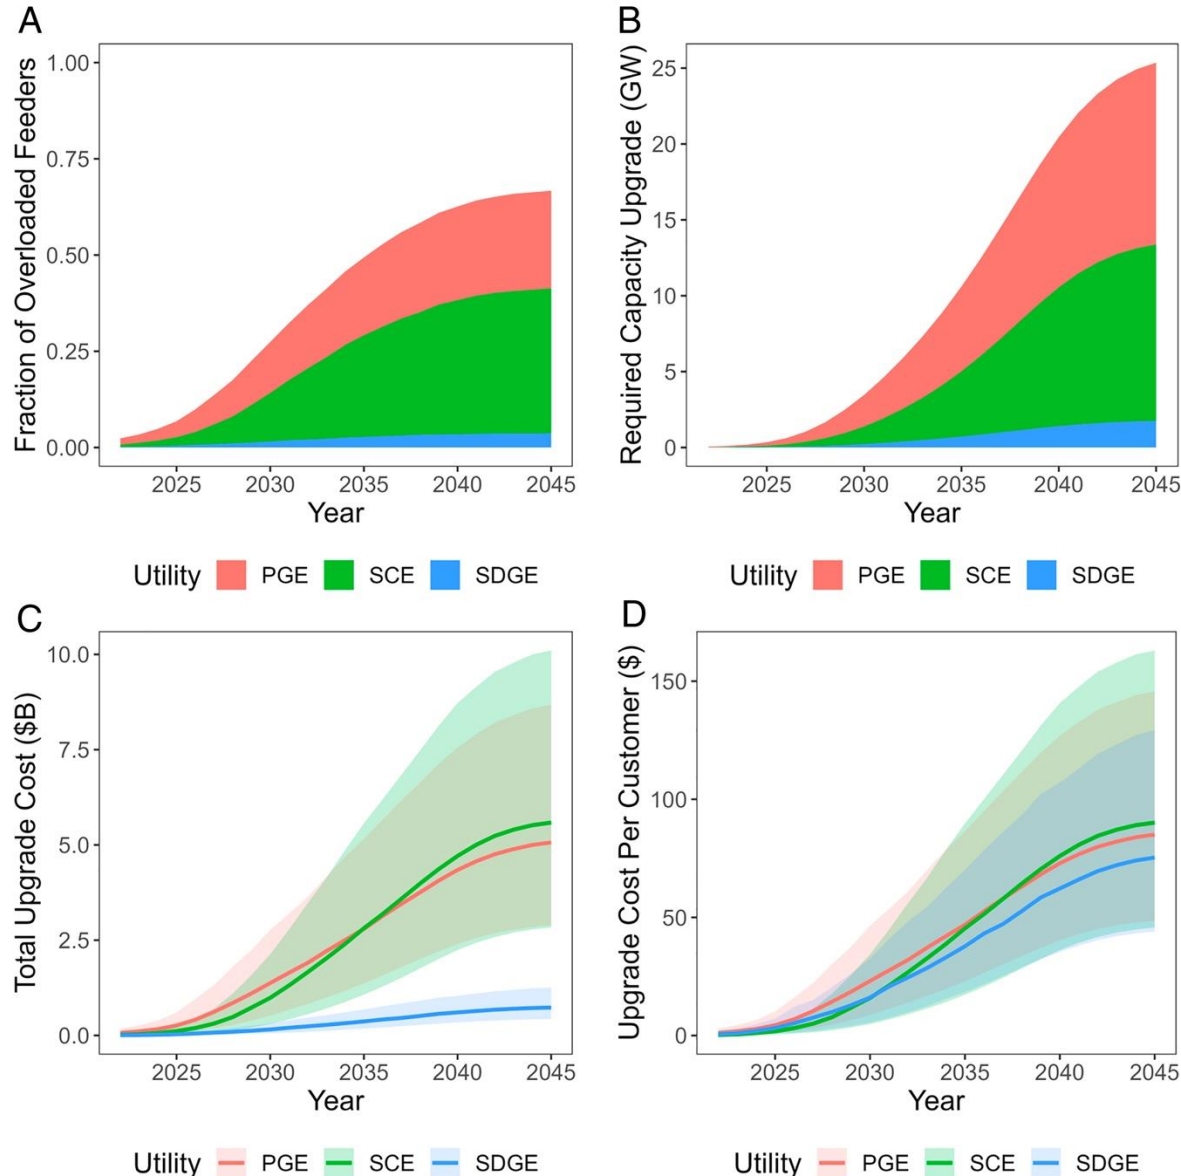 A
Fraction of Overloaded Feeders
1.00
0.75
0.50
0.25
0.00
2025 2030 2035 2040 2045
Year
Utility PGE SCE SDGE
B
Required Capacity Upgrade (GW)
25
20
15
10
5
0
2025 2030 2035 2040 2045
Year
Utility PGE SCE SDGE
C
Total Upgrade Cost ($B)
10.0
7.5
5.0
2.5
0.0
2025 2030 2035 2040 2045
Year
Utility PGE SCE SDGE
D
Upgrade Cost Per Customer ($)
150
100
50
0
2025 2030 2035 2040 2045
Year
Utility PGE SCE SDGE